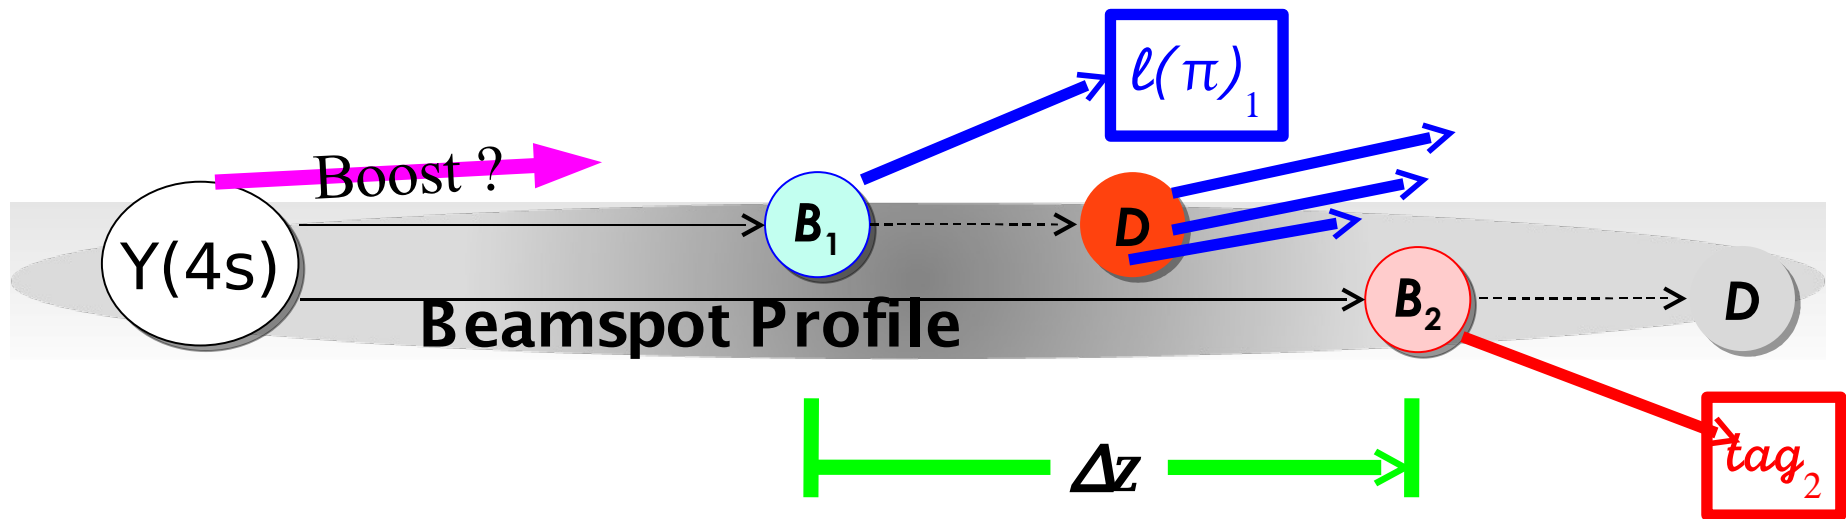 ℓ(π)₁
Boost ?
B₁
D
Υ(4s)
B₂
D
Beamspot Profile
Δz
tag₂